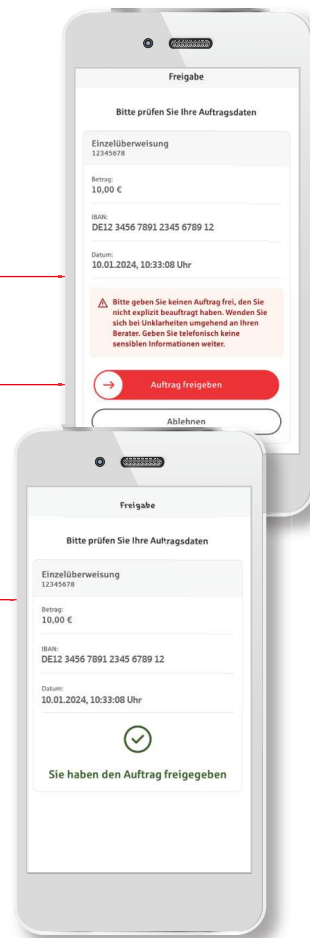 Freigabe
Bitte prüfen Sie Ihre Auftragsdaten
Einzelüberweisung
12345678
Betrag:
10,00 €
IBAN:
DE12 3456 7891 2345 6789 12
Datum:
10.01.2024, 10:33:08 Uhr
Bitte geben Sie keinen Auftrag frei, den Sie
nicht explizit beauftragt haben. Wenden Sie
sich bei Unklarheiten umgehend an Ihren
Berater. Geben Sie telefonisch keine
sensiblen Informationen weiter.
Auftrag freigeben
Ablehnen
Freigabe
Bitte prüfen Sie Ihre Auftragsdaten
Einzelüberweisung
12345678
Betrag:
10,00 €
IBAN:
DE12 3456 7891 2345 6789 12
Datum:
10.01.2024, 10:33:08 Uhr
Sie haben den Auftrag freigegeben